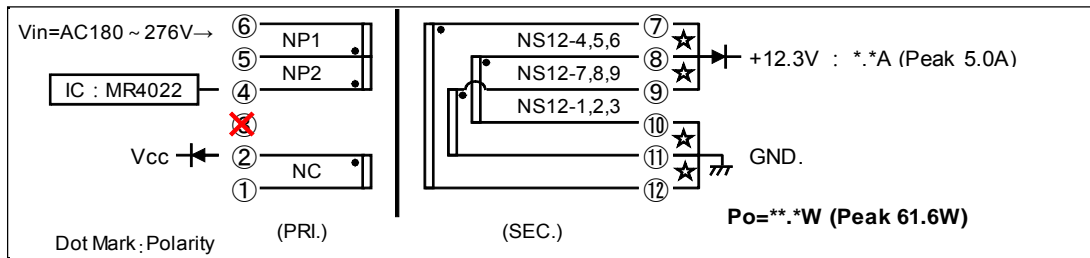 Vin=AC180～276V→
⑥
NP1
⑤
NP2
IC : MR4022
④
③
Vcc
②
NC
①
(PRI.)
Dot Mark : Polarity
⑦
NS12-4,5,6
☆
⑧
+12.3V : *.*A (Peak 5.0A)
NS12-7,8,9
☆
⑨
NS12-1,2,3
⑩
☆
⑪
GND.
☆
⑫
(SEC.)
Po=**.*W (Peak 61.6W)